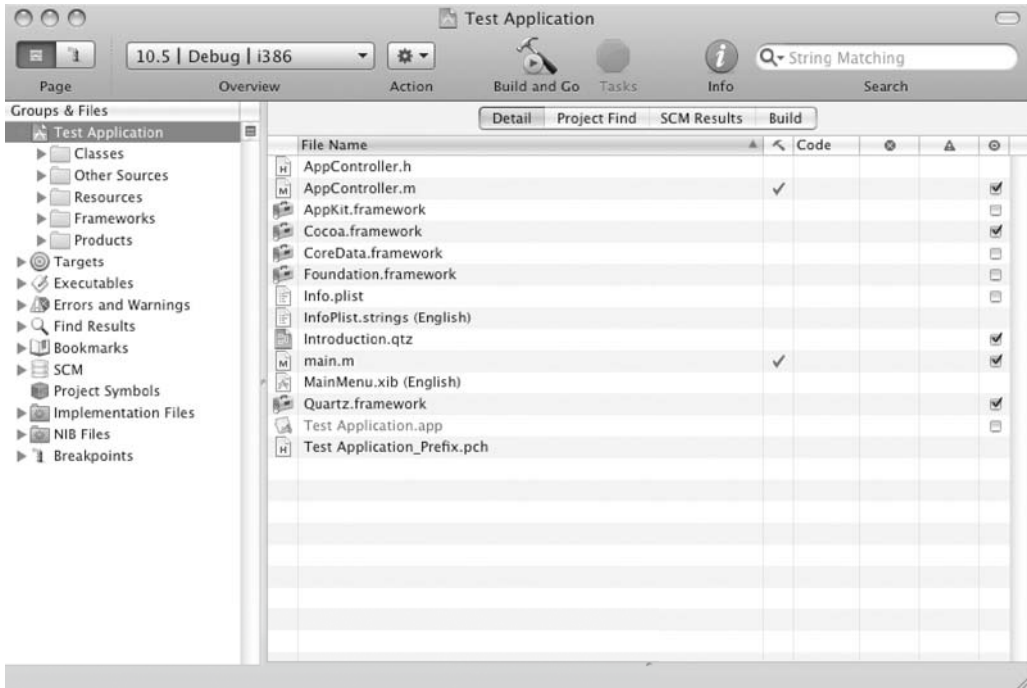 Test Application
10.5 | Debug | i386
String Matching
Page
Overview
Action
Build and Go
Tasks
Info
Search
Groups & Files
Test Application
Classes
Other Sources
Resources
Frameworks
Products
Targets
Executables
Errors and Warnings
Find Results
Bookmarks
SCM
Project Symbols
Implementation Files
NIB Files
Breakpoints
Detail
Project Find
SCM Results
Build
File Name
Code
AppController.h
AppController.m
AppKit.framework
Cocoa.framework
CoreData.framework
Foundation.framework
Info.plist
InfoPlist.strings (English)
Introduction.qtz
main.m
MainMenu.xib (English)
Quartz.framework
Test Application.app
Test Application_Prefix.pch